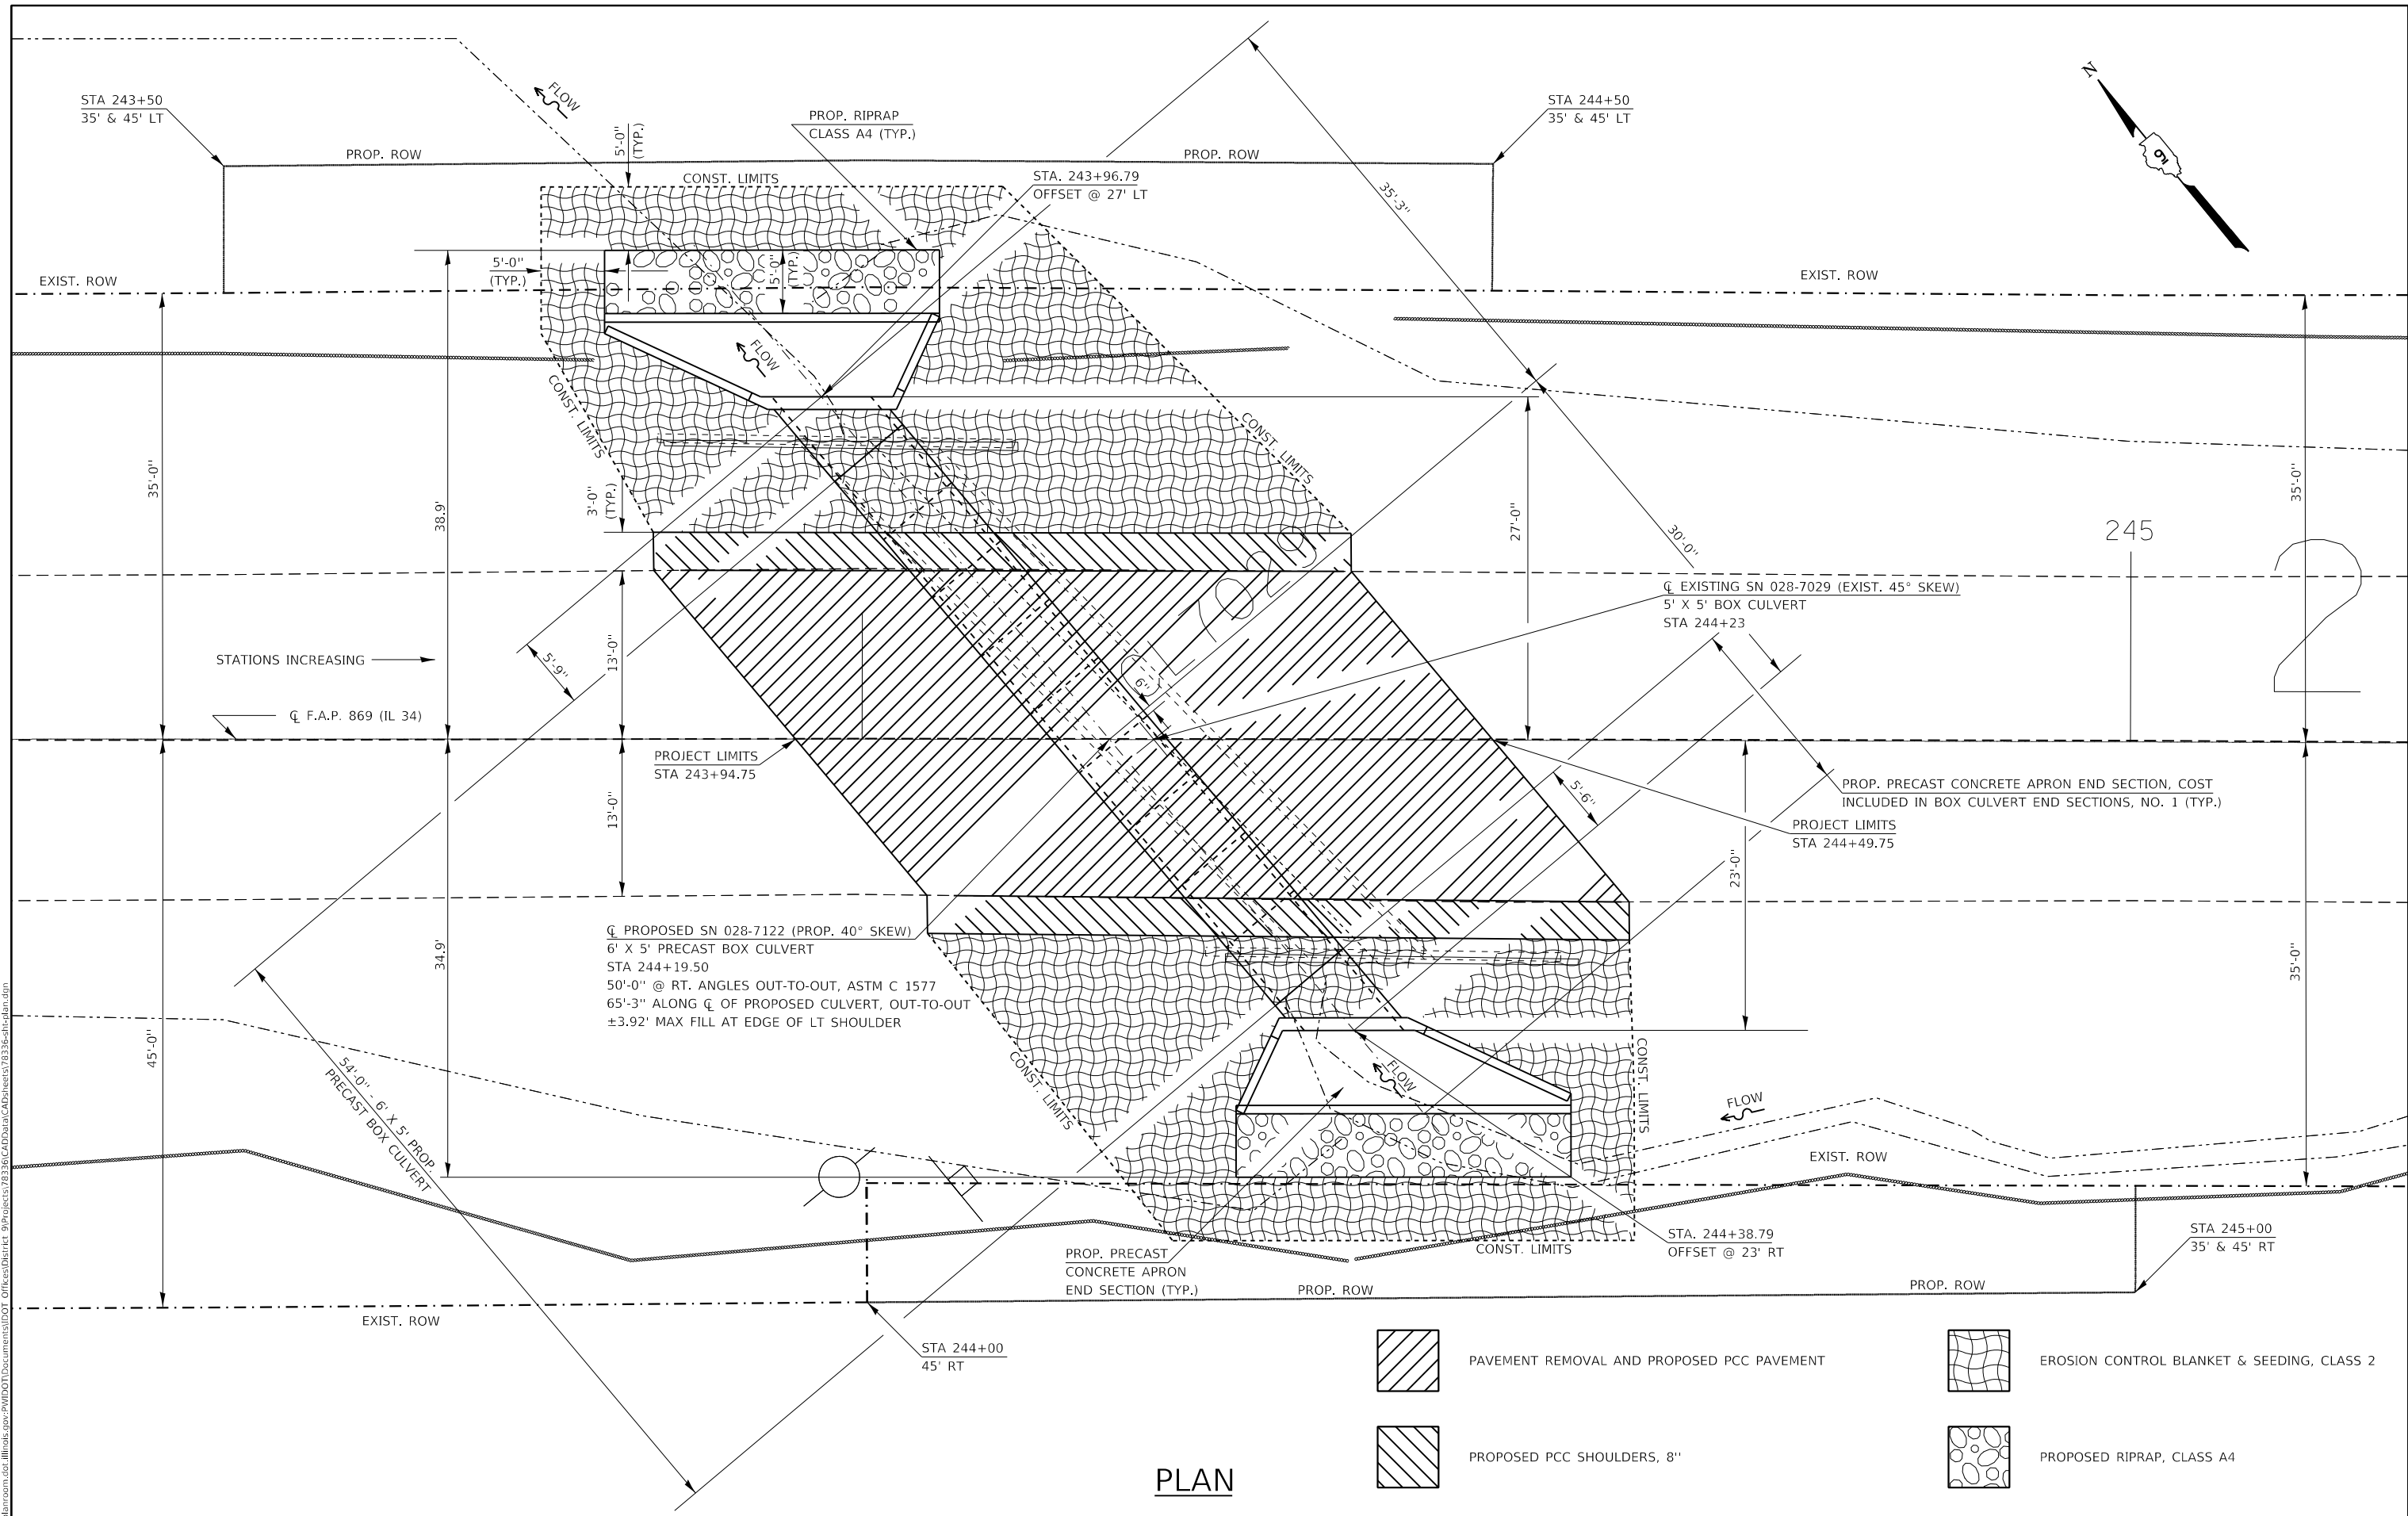 STA 243+50
35' & 45' LT
FLOW
PROP. RIPRAP
CLASS A4 (TYP.)
STA 244+50
35' & 45' LT
N
5'-0"
(TYP.)
PROP. ROW
PROP. ROW
CONST. LIMITS
STA. 243+96.79
OFFSET @ 27' LT
35'-3"
EXIST. ROW
5'-0"
(TYP.)
5'-0"
(TYP.)
EXIST. ROW
FLOW
CONST. LIMITS
CONST. LIMITS
35'-0"
38.9'
3'-0"
(TYP.)
27'-0"
30'-0"
35'-0"
245
2
℄ EXISTING SN 028-7029 (EXIST. 45° SKEW)
5' X 5' BOX CULVERT
STA 244+23
STATIONS INCREASING
5'-9"
13'-0"
6"
℄ F.A.P. 869 (IL 34)
PROJECT LIMITS
STA 243+94.75
13'-0"
5'-6"
PROP. PRECAST CONCRETE APRON END SECTION, COST
INCLUDED IN BOX CULVERT END SECTIONS, NO. 1 (TYP.)
PROJECT LIMITS
STA 244+49.75
23'-0"
℄ PROPOSED SN 028-7122 (PROP. 40° SKEW)
6' X 5' PRECAST BOX CULVERT
STA 244+19.50
50'-0" @ RT. ANGLES OUT-TO-OUT, ASTM C 1577
65'-3" ALONG ℄ OF PROPOSED CULVERT, OUT-TO-OUT
±3.92' MAX FILL AT EDGE OF LT SHOULDER
34.9'
35'-0"
45'-0"
54'-0" - 6' X 5' PROP.
PRECAST BOX CULVERT
CONST. LIMITS
FLOW
CONST. LIMITS
FLOW
EXIST. ROW
PROP. PRECAST
CONCRETE APRON
END SECTION (TYP.)
CONST. LIMITS
STA. 244+38.79
OFFSET @ 23' RT
STA 245+00
35' & 45' RT
PROP. ROW
PROP. ROW
EXIST. ROW
STA 244+00
45' RT
PAVEMENT REMOVAL AND PROPOSED PCC PAVEMENT
EROSION CONTROL BLANKET & SEEDING, CLASS 2
PROPOSED PCC SHOULDERS, 8"
PROPOSED RIPRAP, CLASS A4
PLAN